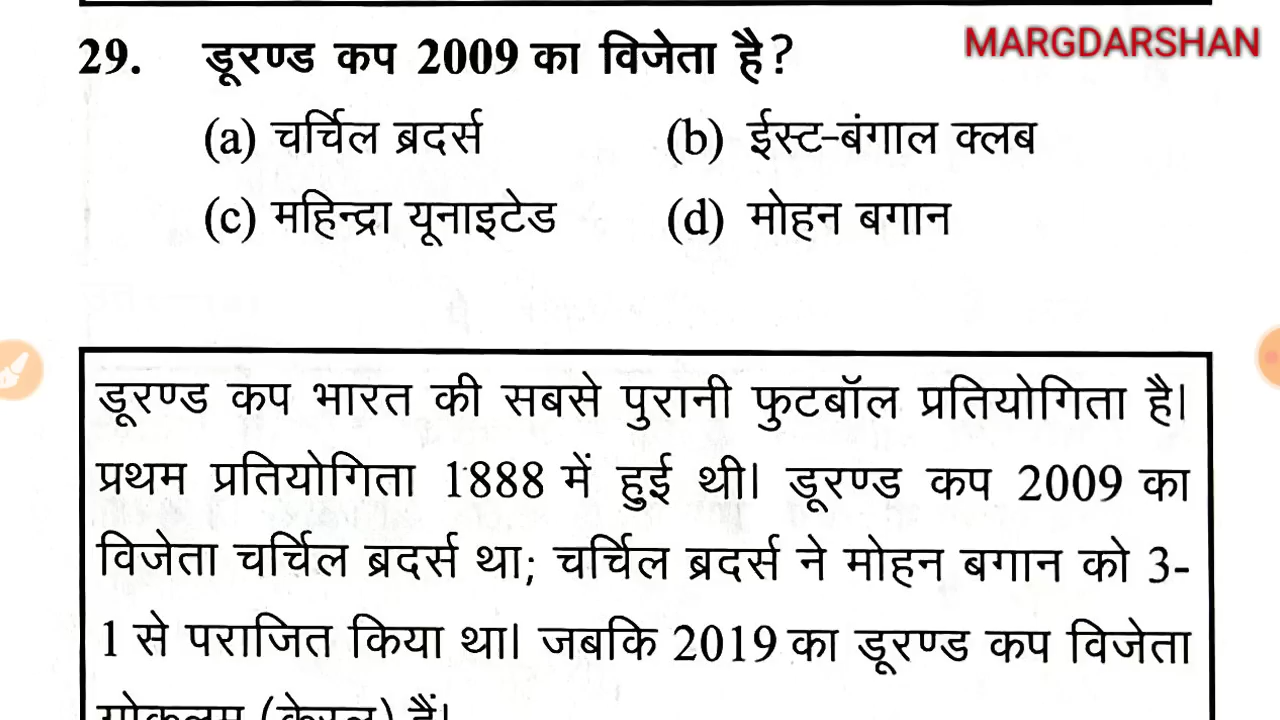 MARGDARSHAN
29. डूरण्ड कप 2009 का विजेता है?
(a) चर्चिल ब्रदर्स (b) ईस्ट-बंगाल क्लब
(c) महिन्द्रा यूनाइटेड (d) मोहन बगान
डूरण्ड कप भारत की सबसे पुरानी फुटबॉल प्रतियोगिता है।
प्रथम प्रतियोगिता 1888 में हुई थी। डूरण्ड कप 2009 का
विजेता चर्चिल ब्रदर्स था; चर्चिल ब्रदर्स ने मोहन बगान को 3-
1 से पराजित किया था। जबकि 2019 का डूरण्ड कप विजेता
गोकुलम (केरल) हैं।